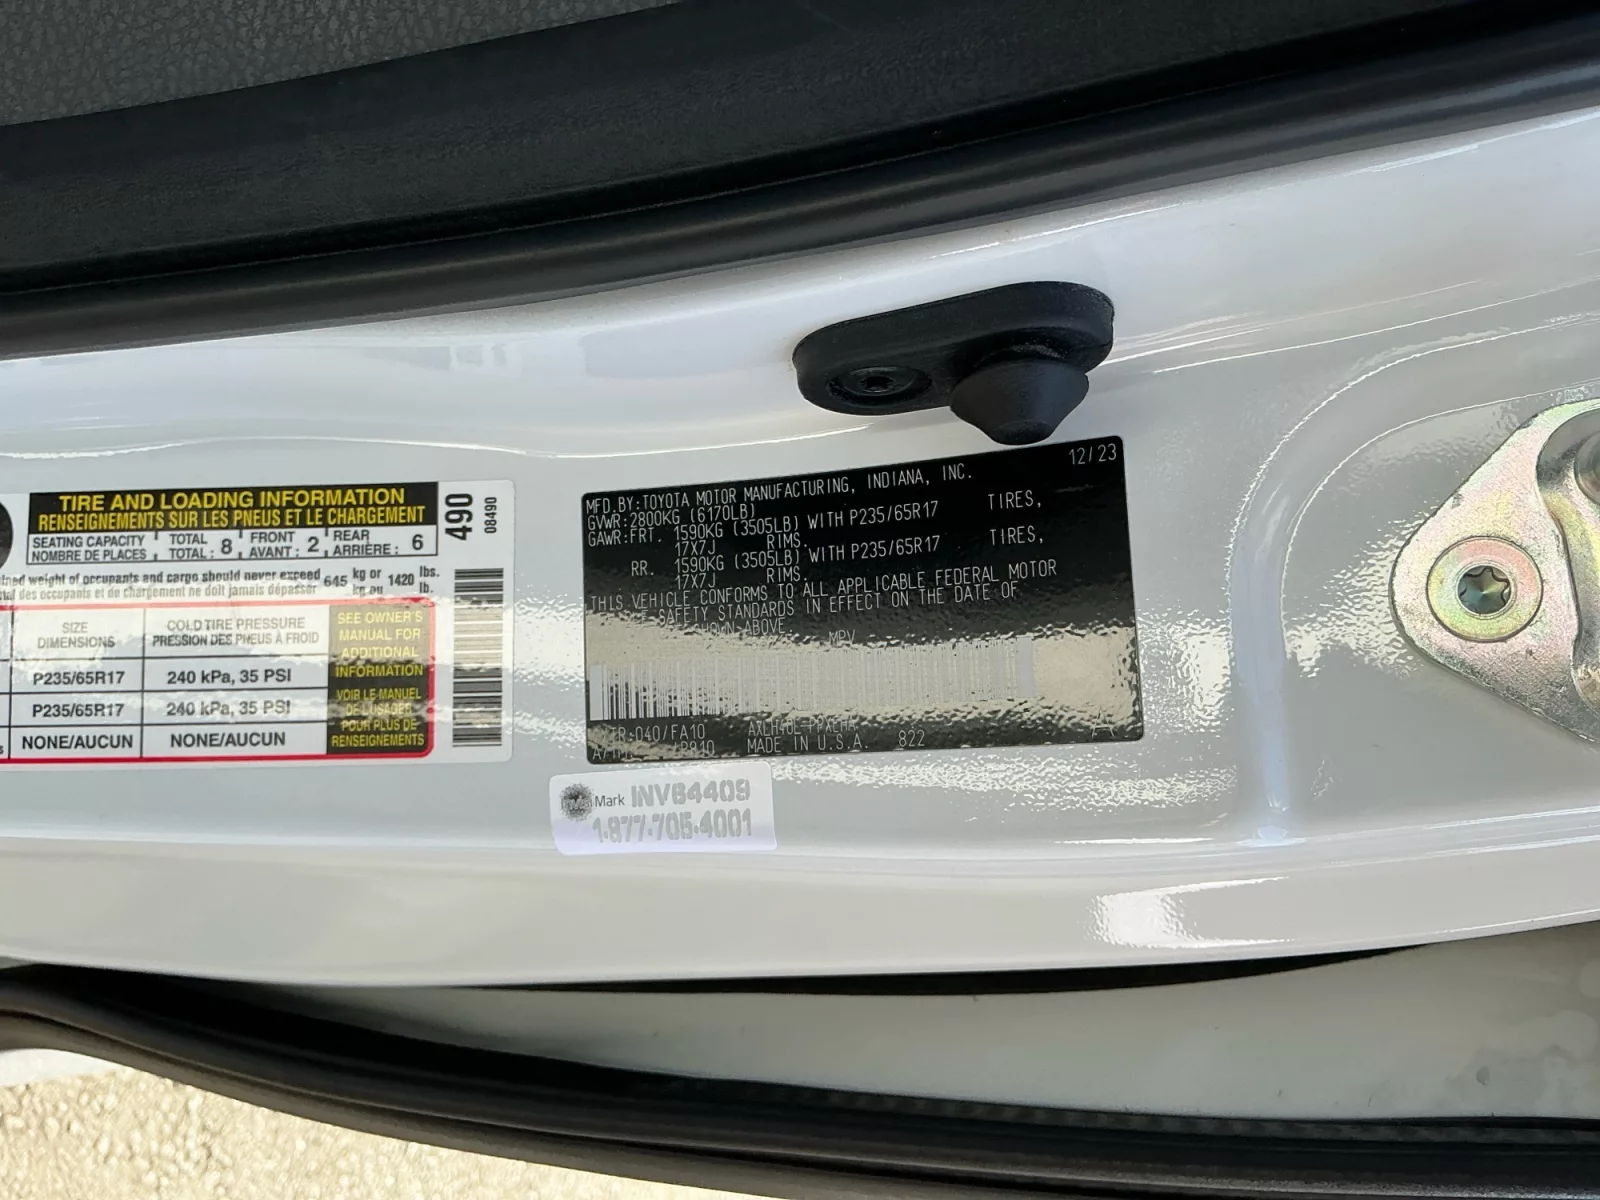 TIRE AND LOADING INFORMATION
RENSEIGNEMENTS SUR LES PNEUS ET LE CHARGEMENT
SEATING CAPACITY TOTAL FRONT REAR
NOMBRE DE PLACES TOTAL : 8 AVANT : 2 ARRIÈRE : 6
weight of occupants and cargo should never exceed 645 kg or 1420 lbs.
des occupants et du chargement ne doit jamais dépasser kg ou lb.
SIZE COLD TIRE PRESSURE
DIMENSIONS PRESSION DES PNEUS À FROID
P235/65R17 240 kPa, 35 PSI
P235/65R17 240 kPa, 35 PSI
NONE/AUCUN NONE/AUCUN
SEE OWNER'S
MANUAL FOR
ADDITIONAL
INFORMATION
VOIR LE MANUEL
DE L'USAGER
POUR PLUS DE
RENSEIGNEMENTS
490
08490
12/23
MFD.BY:TOYOTA MOTOR MANUFACTURING, INDIANA, INC.
GVWR:2800KG (6170LB)
GAWR:FRT. 1590KG (3505LB) WITH P235/65R17 TIRES,
17X7J RIMS.
RR. 1590KG (3505LB) WITH P235/65R17 TIRES,
17X7J RIMS.
THIS VEHICLE CONFORMS TO ALL APPLICABLE FEDERAL MOTOR
SAFETY STANDARDS IN EFFECT ON THE DATE OF
ABOVE.
MPV
040/FA10
MADE IN U.S.A. 822
A
Mark INV64409
1-877-705-4001